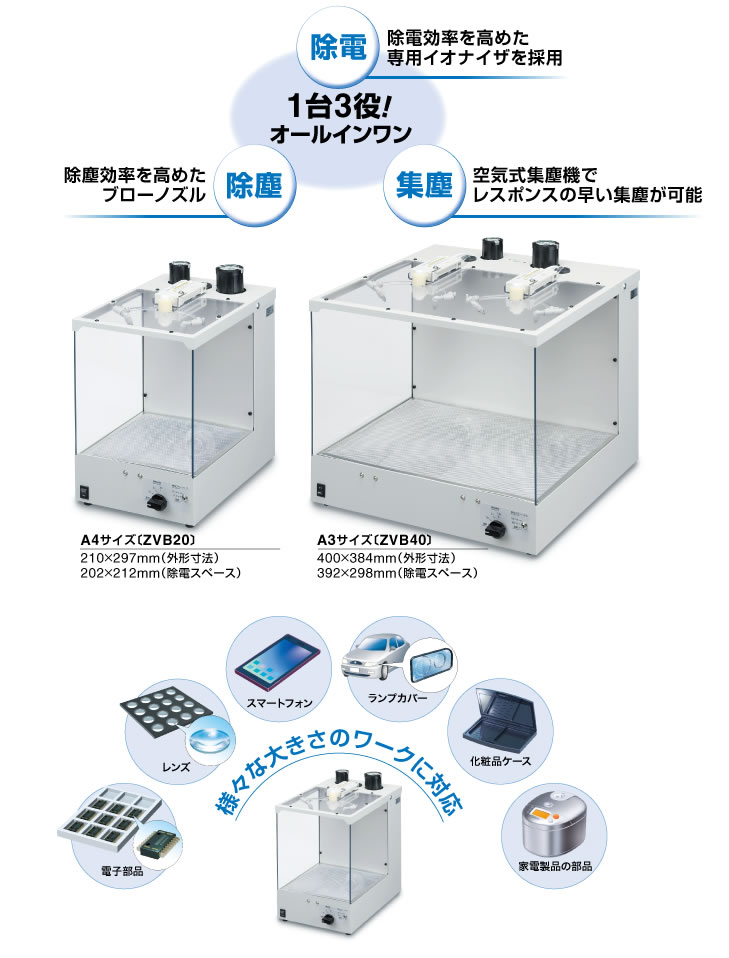 除電
除電効率を高めた
専用イオナイザを採用
1台3役!
オールインワン
除塵効率を高めた
ブローノズル
除塵
集塵
空気式集塵機で
レスポンスの早い集塵が可能
A4サイズ〔ZVB20〕
210×297mm(外形寸法)
202×212mm(除電スペース)
A3サイズ〔ZVB40〕
400×384mm(外形寸法)
392×298mm(除電スペース)
スマートフォン
ランプカバー
レンズ
化粧品ケース
様々な大きさのワークに対応
電子部品
家電製品の部品